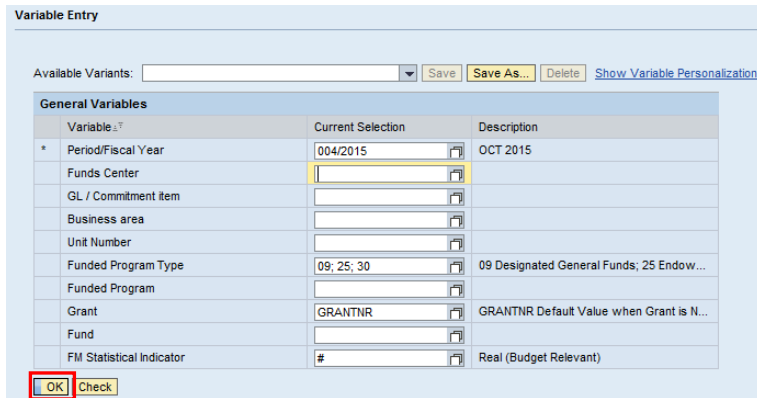 Variable Entry
Available Variants: Save Save As... Delete Show Variable Personalization
General Variables
Variable Current Selection Description
* Period/Fiscal Year 004/2015 OCT 2015
Funds Center
GL / Commitment item
Business area
Unit Number
Funded Program Type 09; 25; 30 09 Designated General Funds; 25 Endow...
Funded Program
Grant GRANTNR GRANTNR Default Value when Grant is N...
Fund
FM Statistical Indicator # Real (Budget Relevant)
OK Check